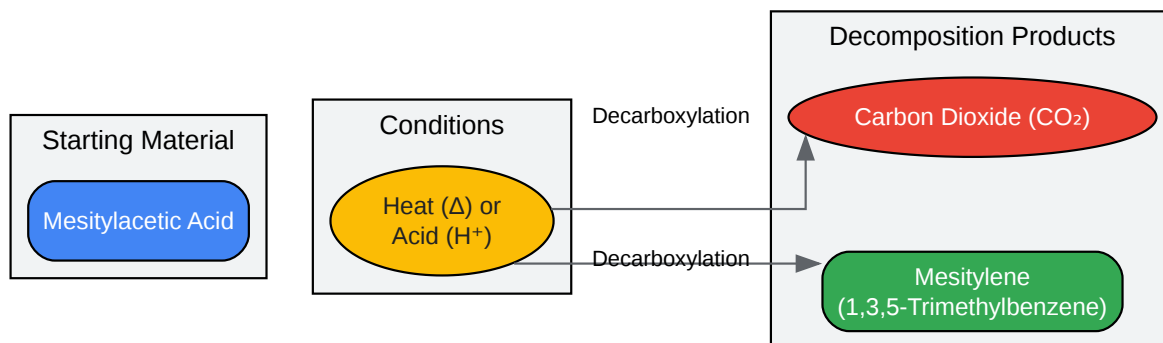 Starting Material
Mesitylacetic Acid
Conditions
Heat (Δ) or
Acid (H⁺)
Decarboxylation
Decarboxylation
Decomposition Products
Carbon Dioxide (CO₂)
Mesitylene
(1,3,5-Trimethylbenzene)